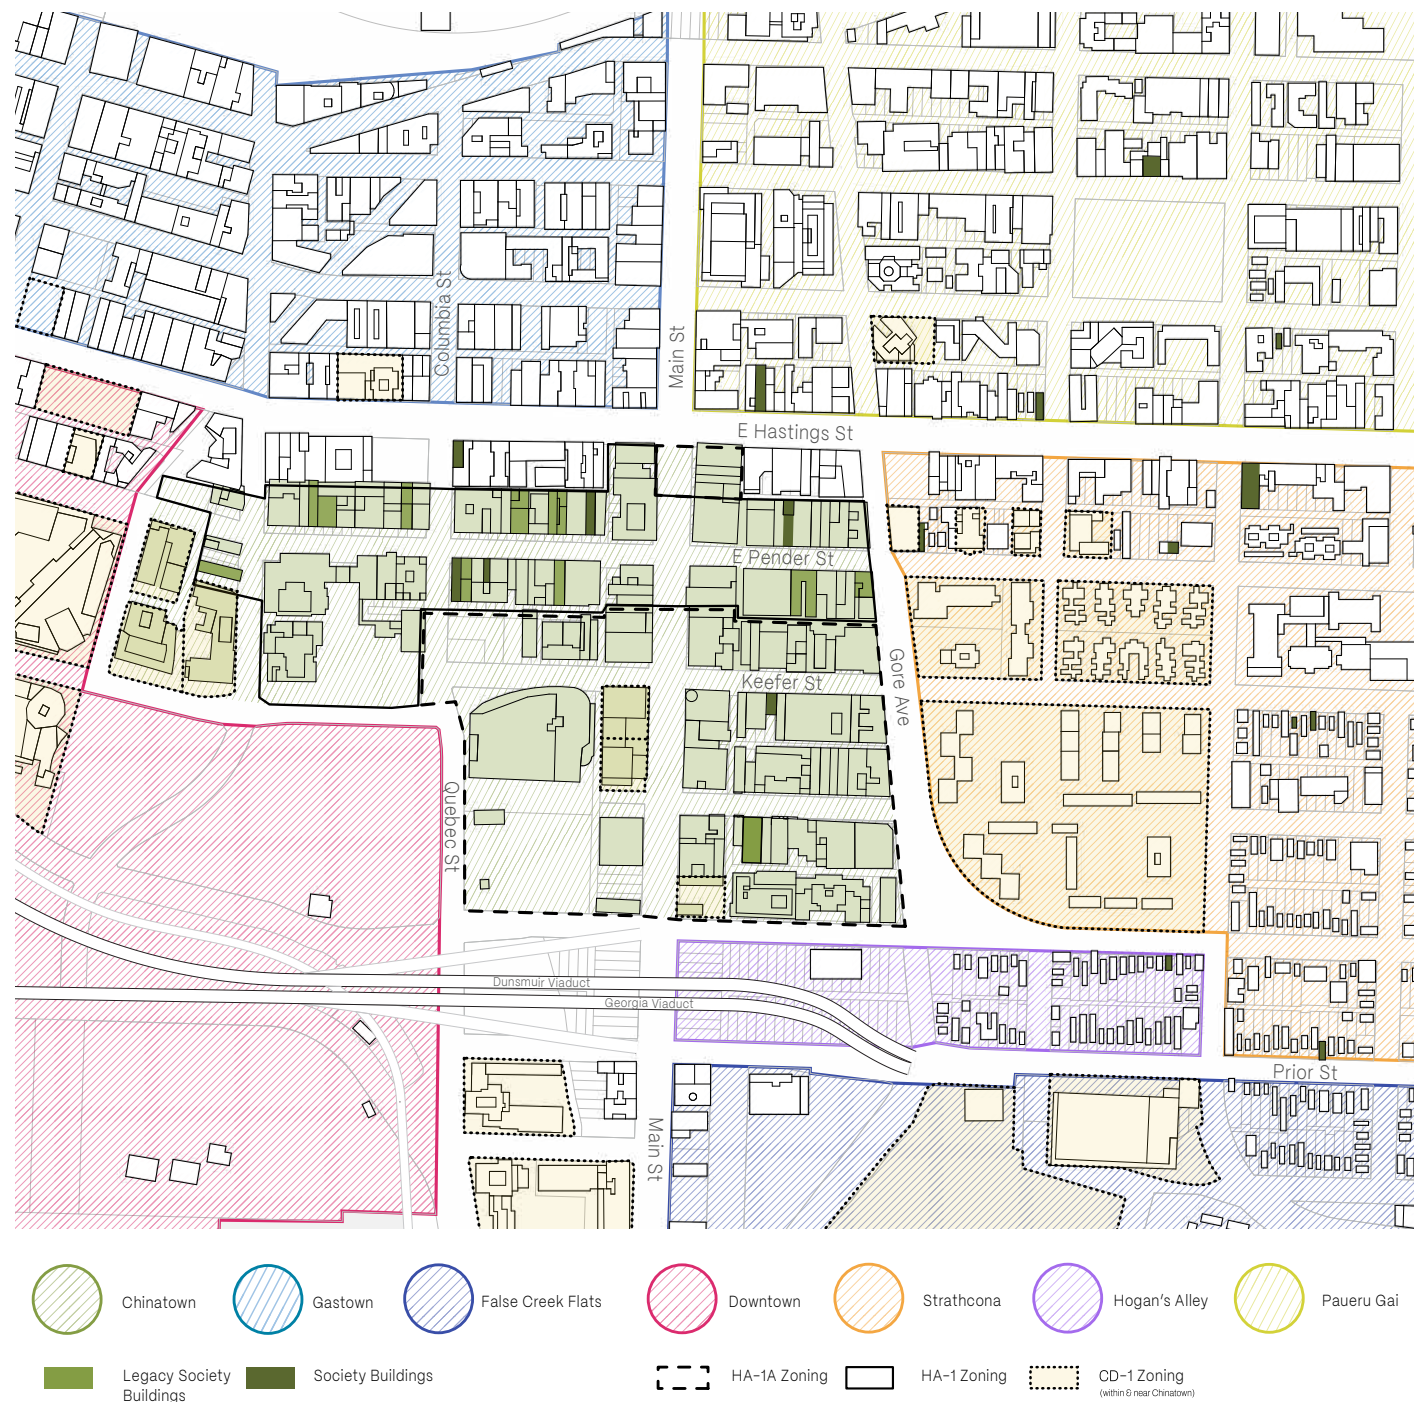 Columbia St
Main St
E Hastings St
E Pender St
Keefer St
Gore Ave
Quebec St
Dunsmuir Viaduct
Georgia Viaduct
Prior St
Main St
Chinatown
Gastown
False Creek Flats
Downtown
Strathcona
Hogan's Alley
Paueru Gai
Legacy Society
Buildings
Society Buildings
HA-1A Zoning
HA-1 Zoning
CD-1 Zoning
(within & near Chinatown)